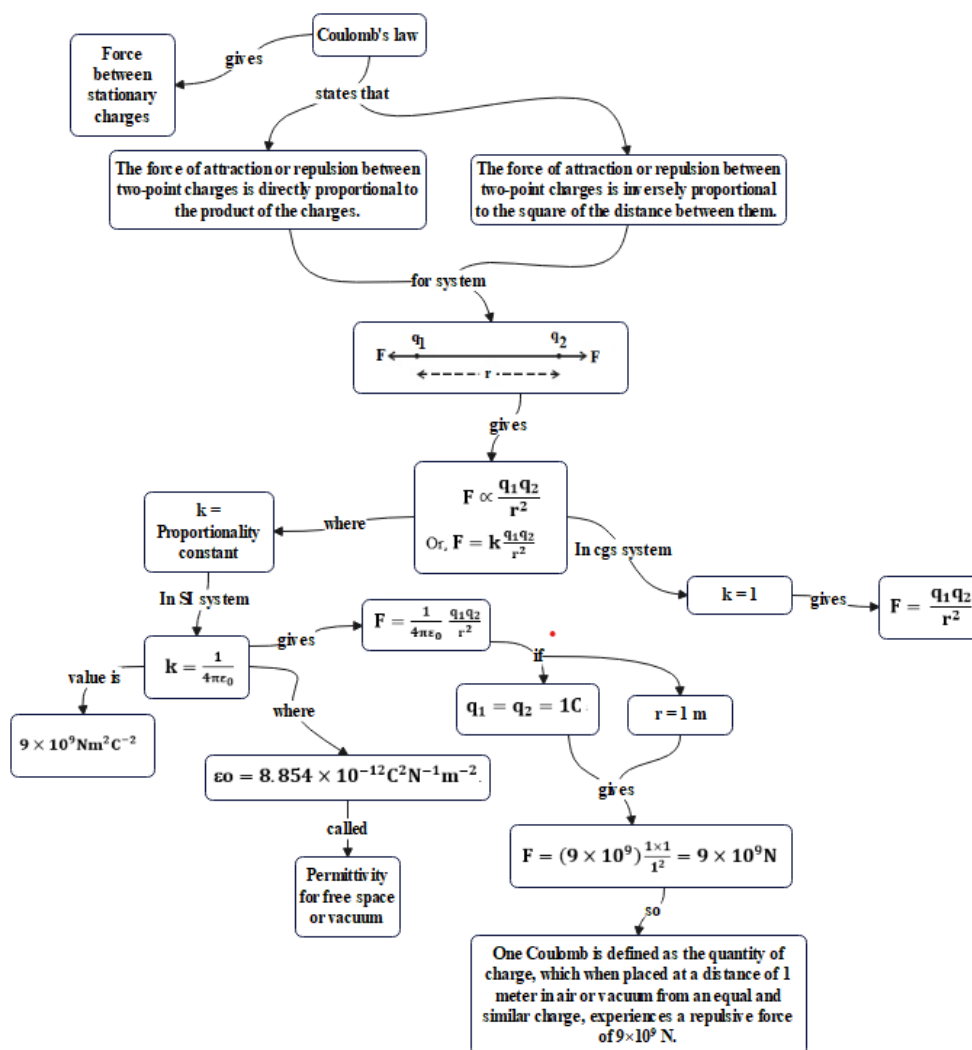 Coulomb's law
gives
Force
between
stationary
charges
states that
The force of attraction or repulsion between
two-point charges is directly proportional to
the product of the charges.
The force of attraction or repulsion between
two-point charges is inversely proportional
to the square of the distance between them.
for system
q₁ q₂
F F
r
gives
F ∝ q₁q₂/r²
Or, F = k q₁q₂/r²
where
k =
Proportionality
constant
In cgs system
k = 1
gives
F = q₁q₂/r²
In SI system
k = 1/4πε₀
gives
F = 1/4πε₀ q₁q₂/r²
value is
9 × 10⁹Nm²C⁻²
where
εo = 8.854 × 10⁻¹²C²N⁻¹m⁻².
called
Permittivity
for free space
or vacuum
if
q₁ = q₂ = 1C.
r = 1 m
gives
F = (9 × 10⁹) 1×1/1² = 9 × 10⁹N
so
One Coulomb is defined as the quantity of
charge, which when placed at a distance of 1
meter in air or vacuum from an equal and
similar charge, experiences a repulsive force
of 9×10⁹ N.